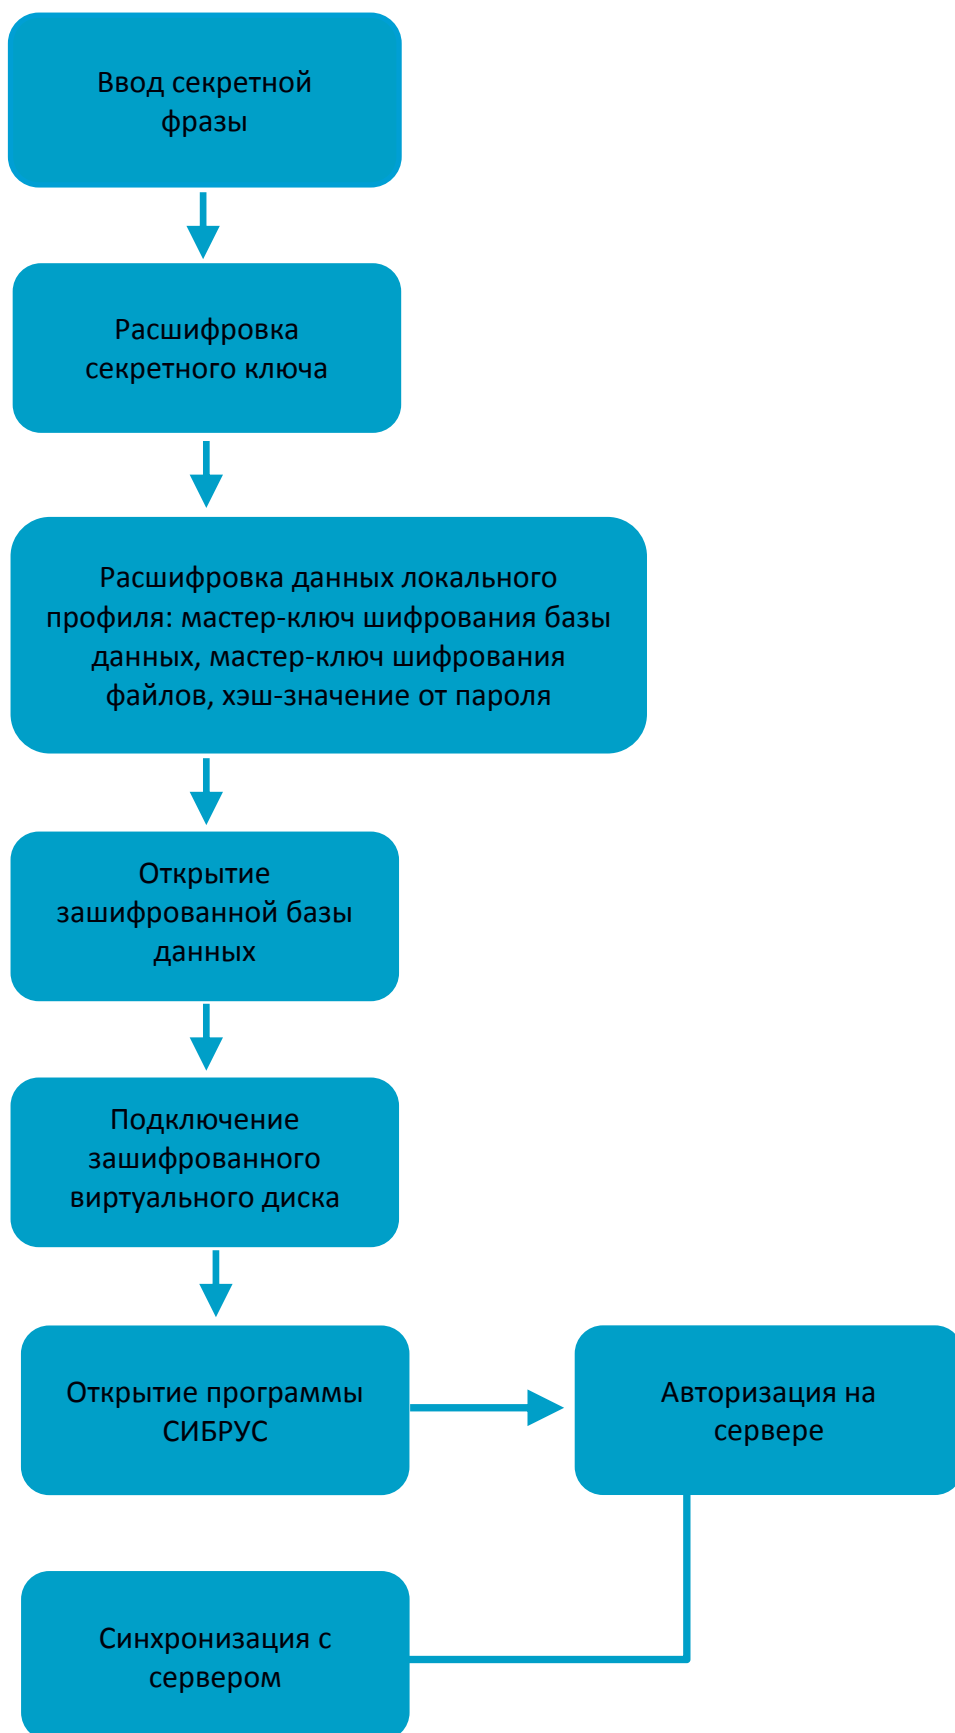 Ввод секретной
фразы
Расшифровка
секретного ключа
Расшифровка данных локального
профиля: мастер-ключ шифрования базы
данных, мастер-ключ шифрования
файлов, хэш-значение от пароля
Открытие
зашифрованной базы
данных
Подключение
зашифрованного
виртуального диска
Открытие программы
СИБРУС
Авторизация на
сервере
Синхронизация с
сервером